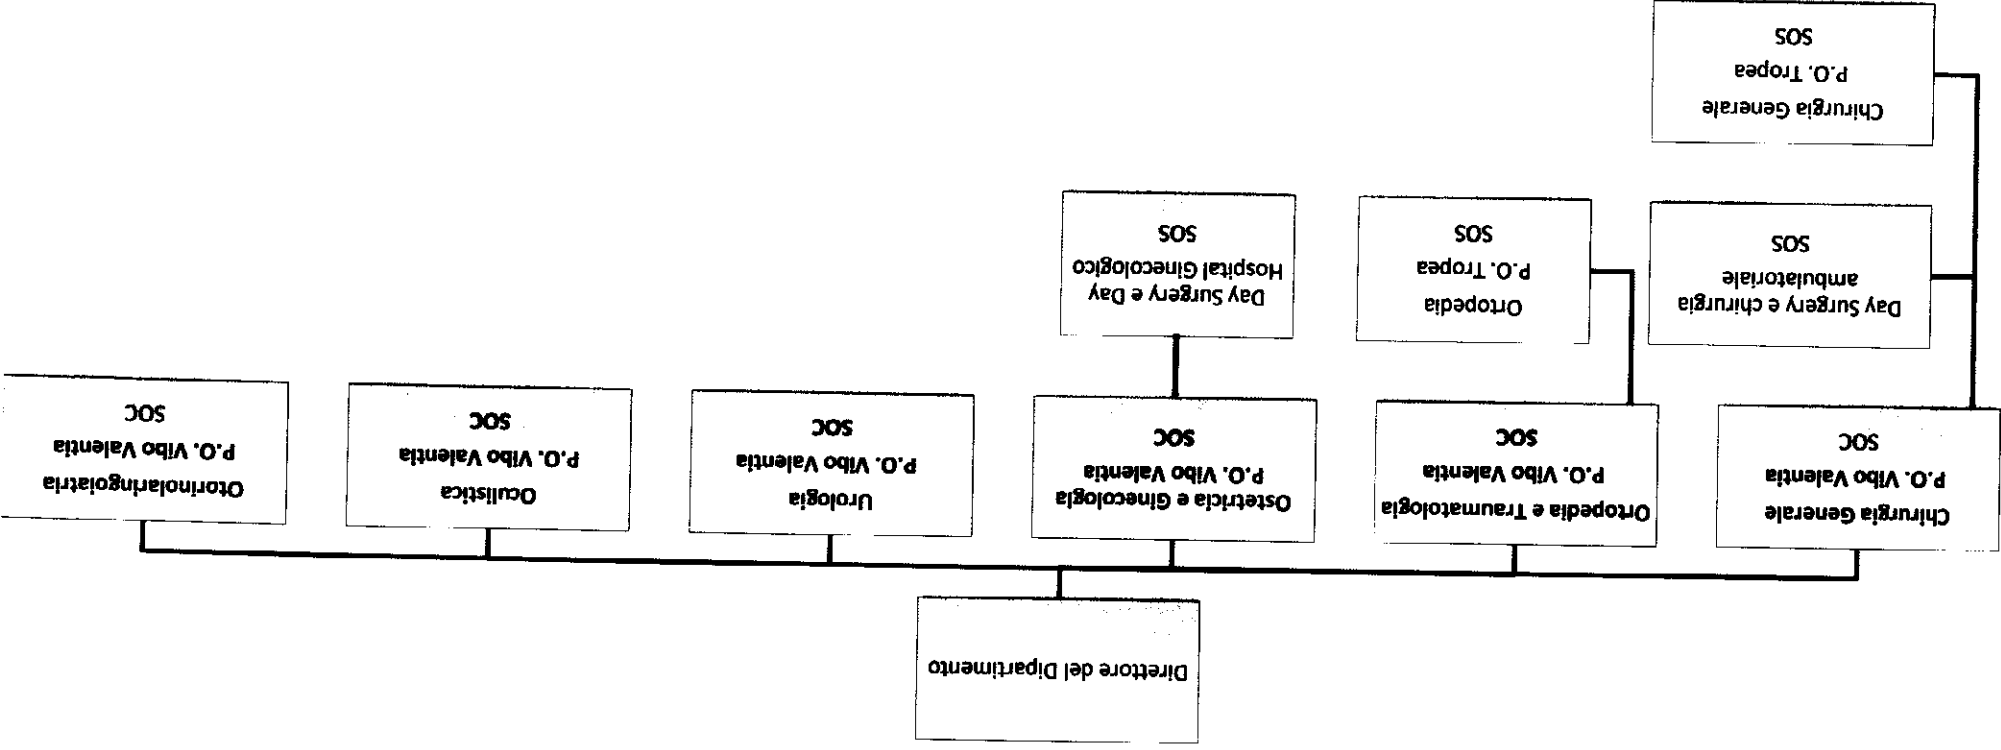 Direttore del Dipartimento
Chirurgia Generale
P.O. Vibo Valentia
SOC
Ortopedia e Traumatologia
P.O. Vibo Valentia
SOC
Ostetricia e Ginecologia
P.O. Vibo Valentia
SOC
Urologia
P.O. Vibo Valentia
SOC
Oculistica
P.O. Vibo Valentia
SOC
Otorinolaringoiatria
P.O. Vibo Valentia
SOC
Day Surgery e chirurgia
ambulatoriale
SOS
Ortopedia
P.O. Tropea
SOS
Day Surgery e Day
Hospital Ginecologico
SOS
Chirurgia Generale
P.O. Tropea
SOS